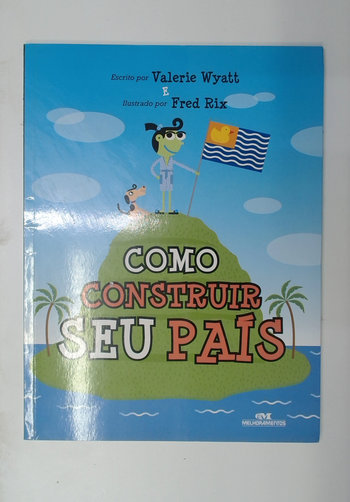 Escrito por Valerie Wyatt
E
Ilustrado por Fred Rix
COMO
CONSTRUIR
SEU PAÍS
MELHORAMENTOS